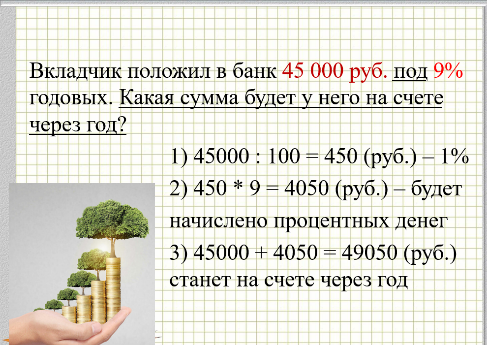 Вкладчик положил в банк 45 000 руб. под 9%
годовых. Какая сумма будет у него на счете
через год?
1) 45000 : 100 = 450 (руб.) – 1%
2) 450 * 9 = 4050 (руб.) – будет
начислено процентных денег
3) 45000 + 4050 = 49050 (руб.)
станет на счете через год